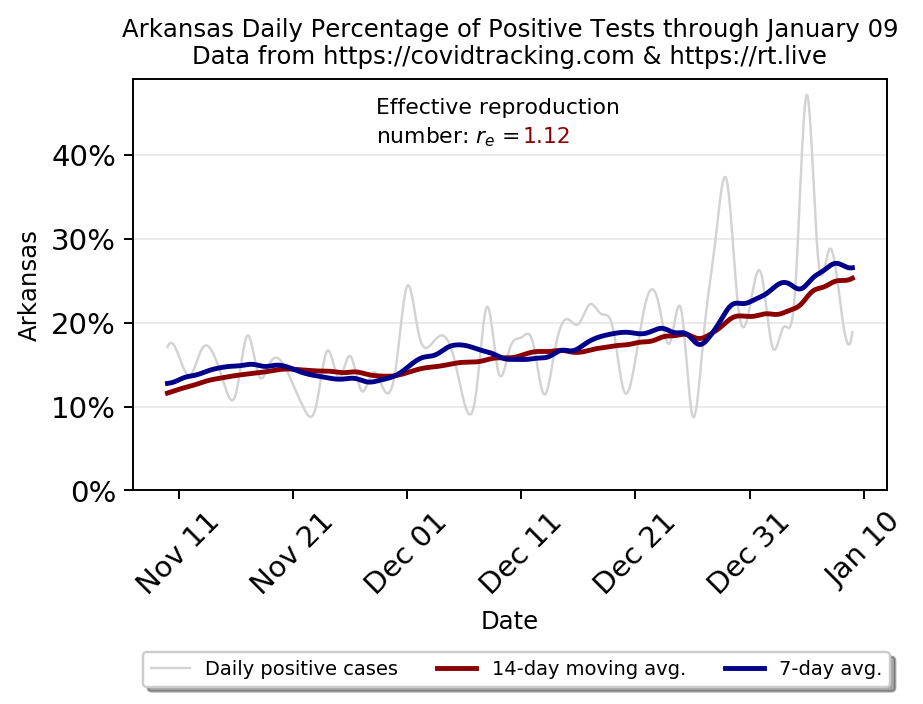 Arkansas Daily Percentage of Positive Tests through January 09
Data from https://covidtracking.com & https://rt.live
Effective reproduction
number: rₑ =1.12
40%
30%
20%
10%
0%
Arkansas
Nov 11
Nov 21
Dec 01
Dec 11
Dec 21
Dec 31
Jan 10
Date
Daily positive cases
14-day moving avg.
7-day avg.